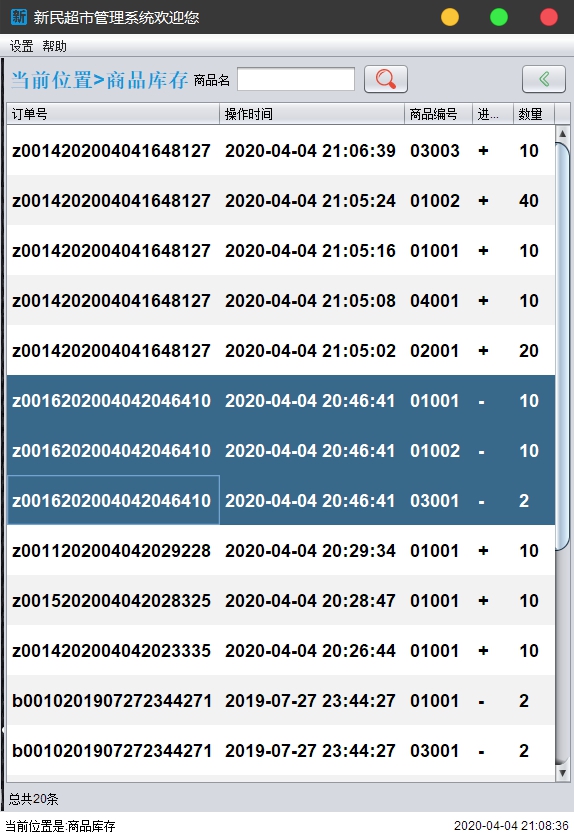 新 新民超市管理系统欢迎您
设置 帮助
当前位置>商品库存 商品名
订单号 操作时间 商品编号 进... 数量
z0014202004041648127 2020-04-04 21:06:39 03003 + 10
z0014202004041648127 2020-04-04 21:05:24 01002 + 40
z0014202004041648127 2020-04-04 21:05:16 01001 + 10
z0014202004041648127 2020-04-04 21:05:08 04001 + 10
z0014202004041648127 2020-04-04 21:05:02 02001 + 20
z0016202004042046410 2020-04-04 20:46:41 01001 - 10
z0016202004042046410 2020-04-04 20:46:41 01002 - 10
z0016202004042046410 2020-04-04 20:46:41 03001 - 2
z0011202004042029228 2020-04-04 20:29:34 01001 + 10
z0015202004042028325 2020-04-04 20:28:47 01001 + 10
z0014202004042023335 2020-04-04 20:26:44 01001 + 10
b0010201907272344271 2019-07-27 23:44:27 01001 - 2
b0010201907272344271 2019-07-27 23:44:27 03001 - 2
总共20条
当前位置是:商品库存 2020-04-04 21:08:36